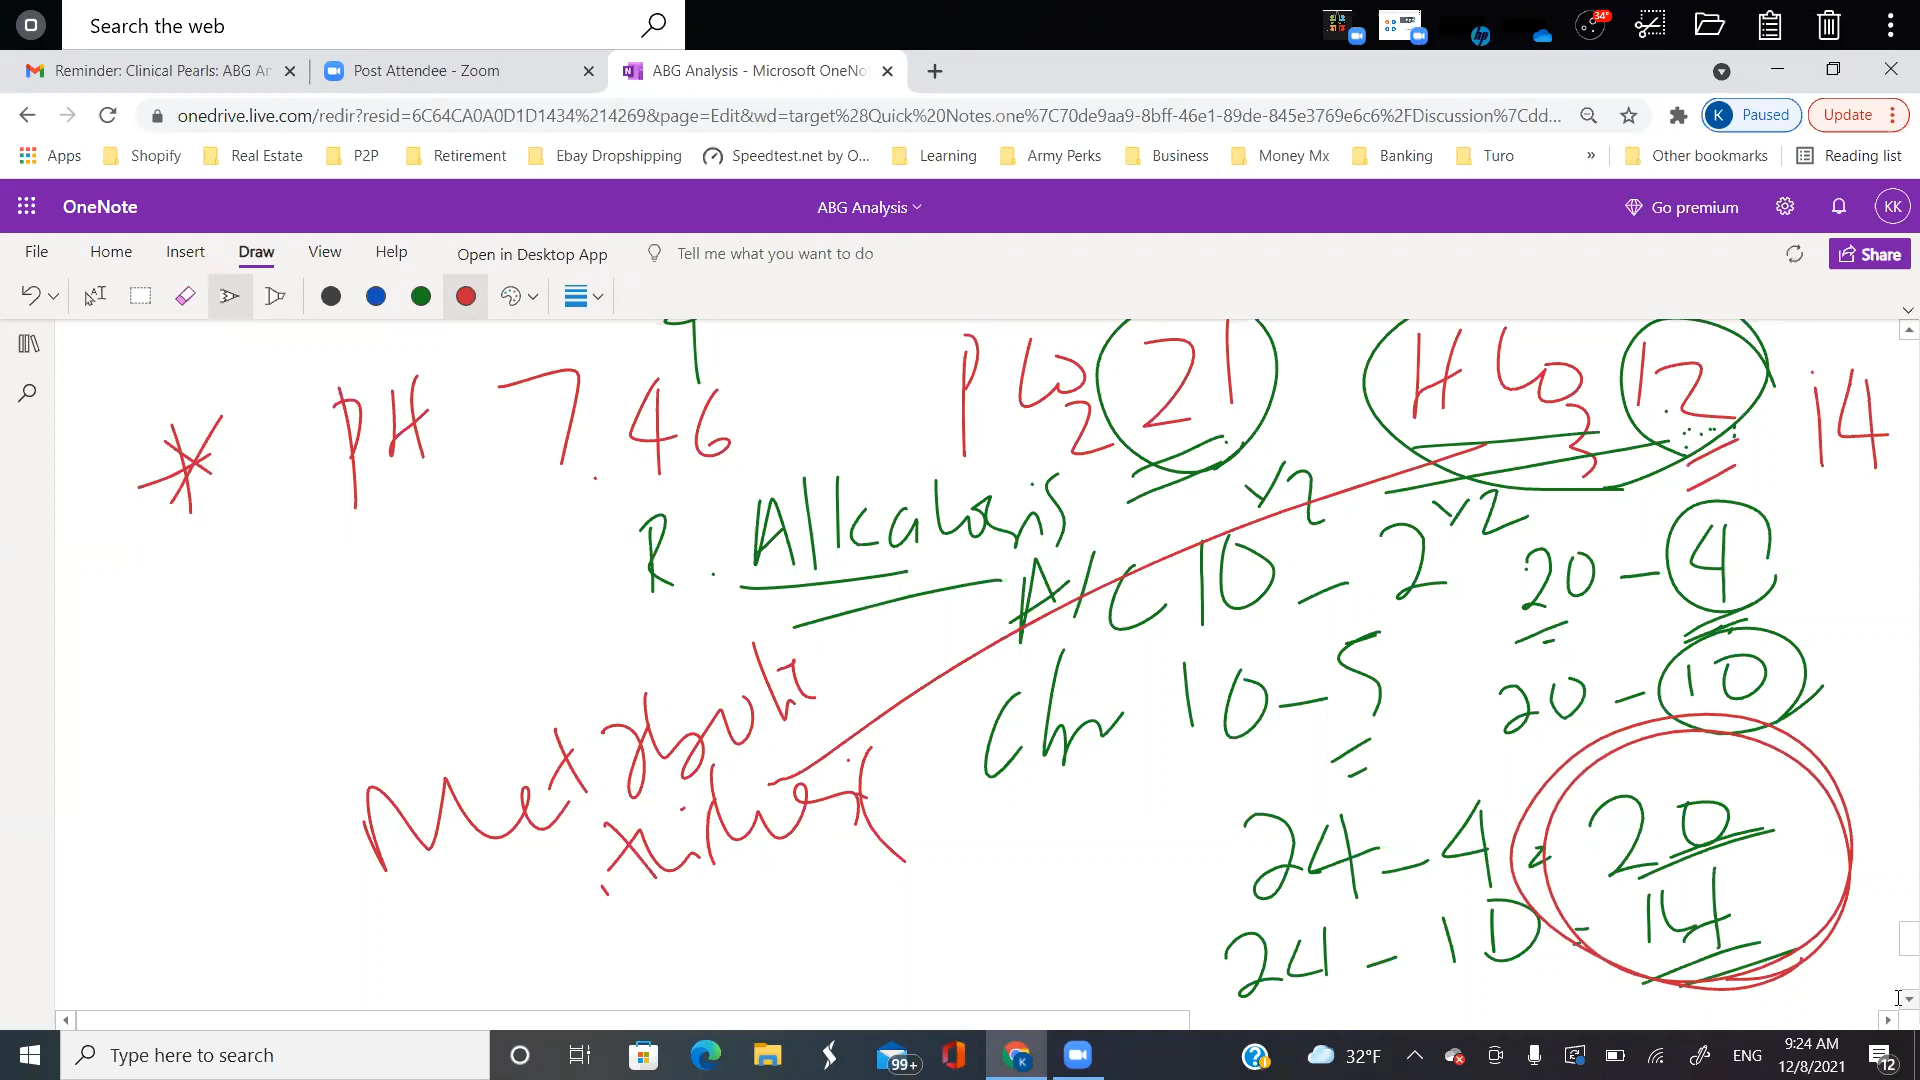 Search the web
34°
Reminder: Clinical Pearls: ABG An
Post Attendee - Zoom
ABG Analysis - Microsoft OneNo
onedrive.live.com/redir?resid=6C64CA0A0D1D1434%214269&page=Edit&wd=target%28Quick%20Notes.one%7C70de9aa9-8bff-46e1-89de-845e3769e6c6%2FDiscussion%7Cdd...
K Paused
Update
Apps
Shopify
Real Estate
P2P
Retirement
Ebay Dropshipping
Speedtest.net by O...
Learning
Army Perks
Business
Money Mx
Banking
Turo
»
Other bookmarks
Reading list
OneNote
ABG Analysis
Go premium
KK
File
Home
Insert
Draw
View
Help
Open in Desktop App
Tell me what you want to do
Share
* pH 7.46 PCO2 21 HCO3 12 14
R. Alkalosis
x2 x2
A/C 10 - 2 20 - 4
Chr 10 - 5 20 - 10
Metabolic
24 - 4 = 20
24 - 10 = 14
Type here to search
99+
32°F
ENG
9:24 AM
12/8/2021
12